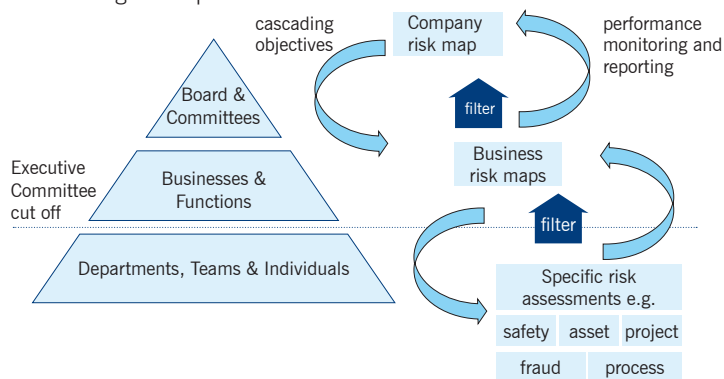 cascading
objectives
Company
risk map
performance
monitoring and
reporting
Board &
Committees
filter
Executive
Committee
cut off
Businesses &
Functions
Business
risk maps
filter
Departments, Teams & Individuals
Specific risk
assessments e.g.
safety
asset
project
fraud
process